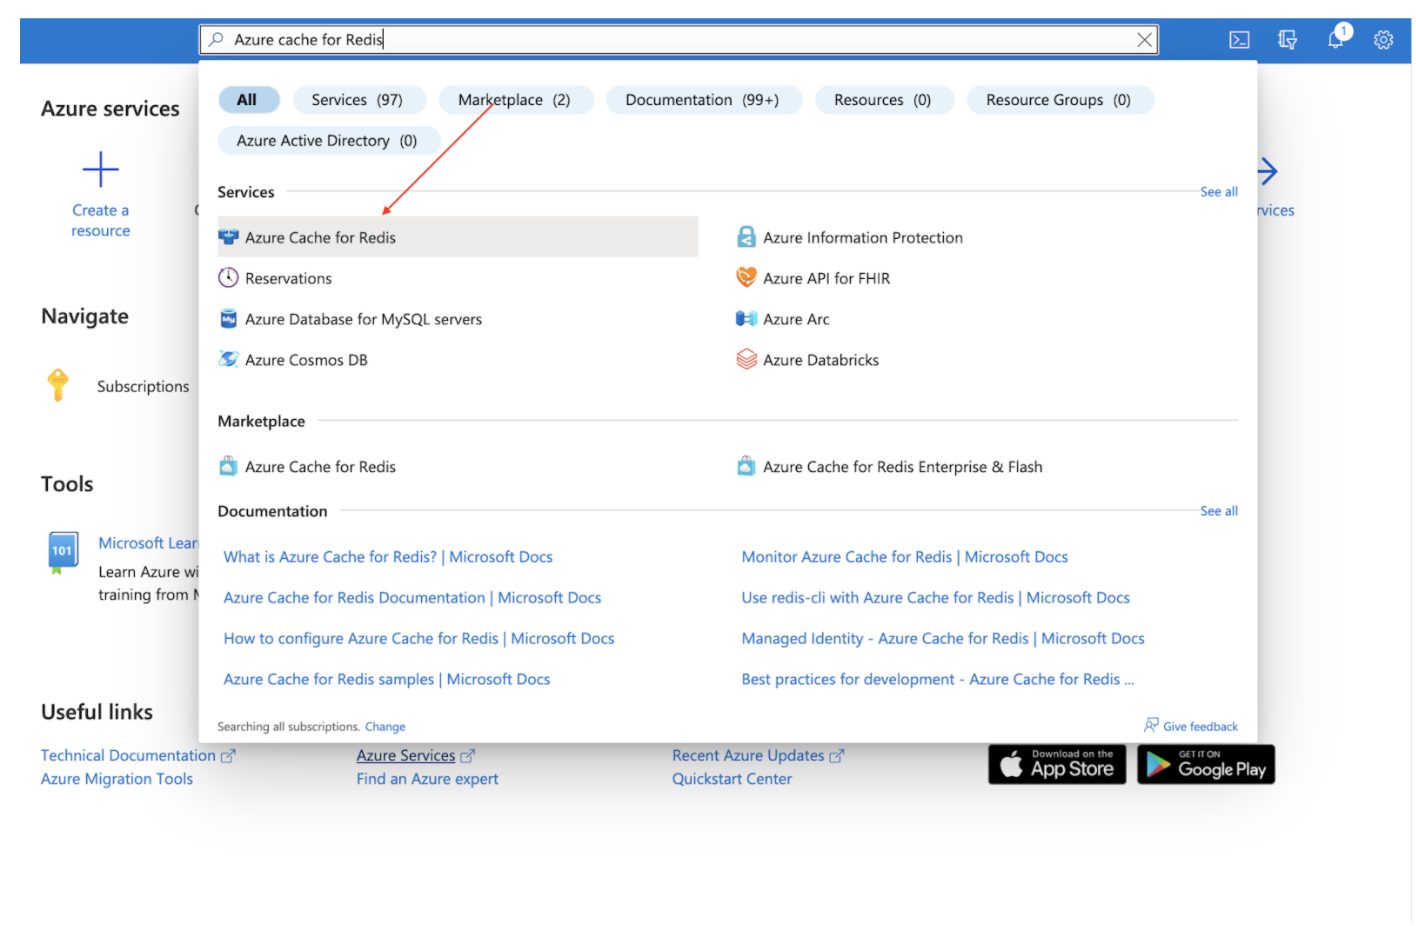 Azure cache for Redis
1
All
Services (97)
Marketplace (2)
Documentation (99+)
Resources (0)
Resource Groups (0)
Azure Active Directory (0)
Azure services
Create a
resource
Services
See all
Azure Cache for Redis
Azure Information Protection
Reservations
Azure API for FHIR
Azure Database for MySQL servers
My
Azure Arc
Azure Cosmos DB
Azure Databricks
rvices
Navigate
Subscriptions
Marketplace
Azure Cache for Redis
Azure Cache for Redis Enterprise & Flash
Tools
101
Microsoft Lear
Learn Azure wi
training from
Documentation
See all
What is Azure Cache for Redis? | Microsoft Docs
Monitor Azure Cache for Redis | Microsoft Docs
Azure Cache for Redis Documentation | Microsoft Docs
Use redis-cli with Azure Cache for Redis | Microsoft Docs
How to configure Azure Cache for Redis | Microsoft Docs
Managed Identity - Azure Cache for Redis | Microsoft Docs
Azure Cache for Redis samples | Microsoft Docs
Best practices for development - Azure Cache for Redis ...
Searching all subscriptions. Change
Give feedback
Useful links
Technical Documentation
Azure Services
Recent Azure Updates
Azure Migration Tools
Find an Azure expert
Quickstart Center
Download on the
App Store
GET IT ON
Google Play